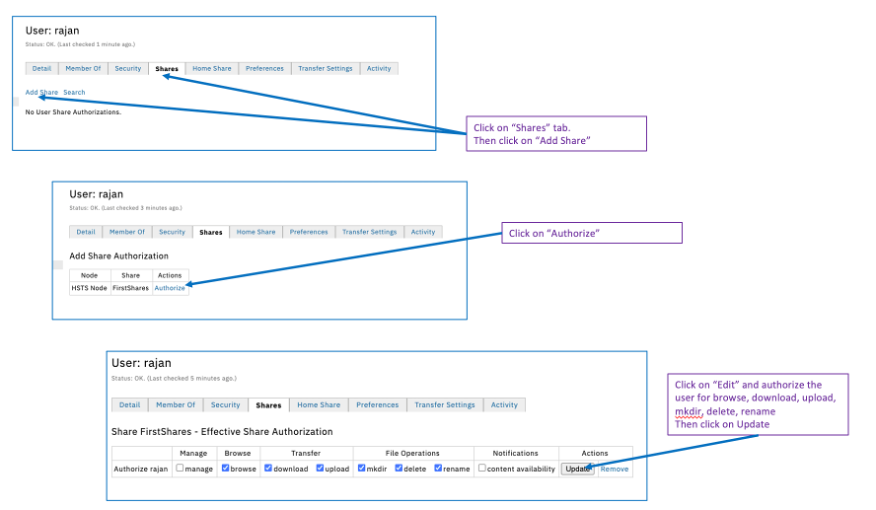 User: rajan
Status: OK. (Last checked 1 minute ago.)
Detail Member Of Security Shares Home Share Preferences Transfer Settings Activity
Add Share Search
No User Share Authorizations.
Click on “Shares” tab.
Then click on “Add Share”
User: rajan
Status: OK. (Last checked 3 minutes ago.)
Detail Member Of Security Shares Home Share Preferences Transfer Settings Activity
Click on “Authorize”
Add Share Authorization
Node Share Actions
HSTS Node FirstShares Authorize
User: rajan
Status: OK. (Last checked 5 minutes ago.)
Detail Member Of Security Shares Home Share Preferences Transfer Settings Activity
Click on “Edit” and authorize the
user for browse, download, upload,
mkdir, delete, rename
Then click on Update
Share FirstShares - Effective Share Authorization
Manage Browse Transfer File Operations Notifications Actions
Authorize rajan manage browse download upload mkdir delete rename content availability Update Remove